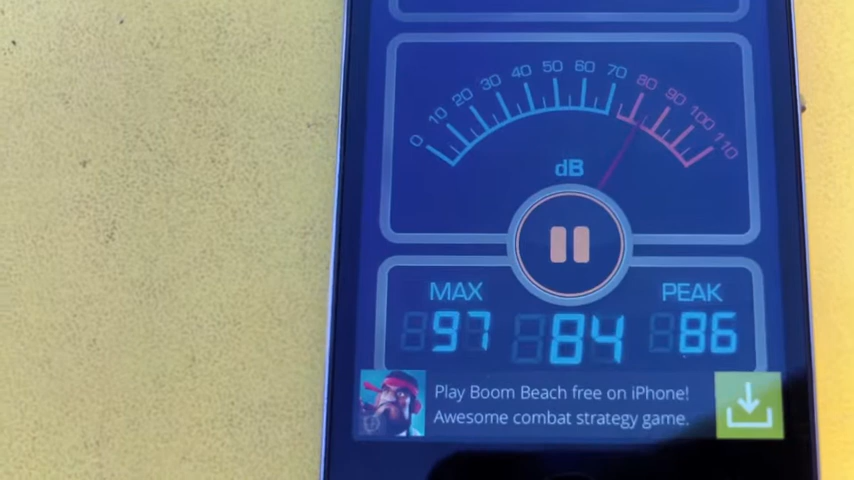 0 10 20 30 40 50 60 70 80 90 100 110
dB
MAX PEAK
97 84 86
Play Boom Beach free on iPhone!
Awesome combat strategy game.